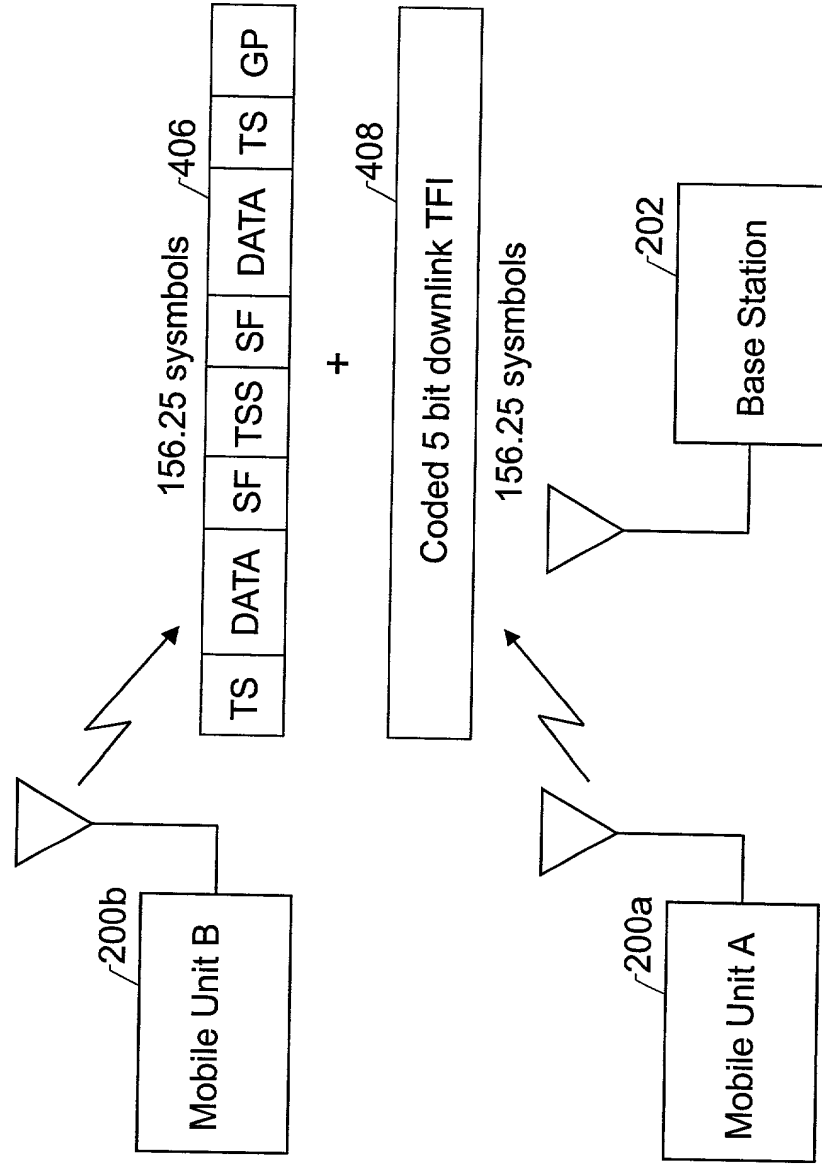 156.25 sysmbols
406
TS DATA SF TSS SF DATA TS GP
+
408
Coded 5 bit downlink TFI
156.25 symbols
200b
Mobile Unit B
200a
Mobile Unit A
202
Base Station